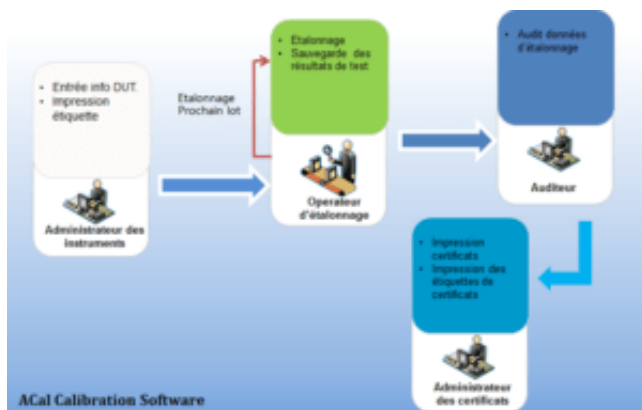 • Entrée info DUT.
• Impression
étiquette
Administrateur des
instruments
Etalonnage
Prochain lot
• Etalonnage
• Sauvegarde des
résultats de test
Operateur
d'étalonnage
• Audit données
d'étalonnage
Auditeur
• Impression
certificats
• Impression des
étiquettes de
certificats
Administrateur
des certificats
ACal Calibration Software